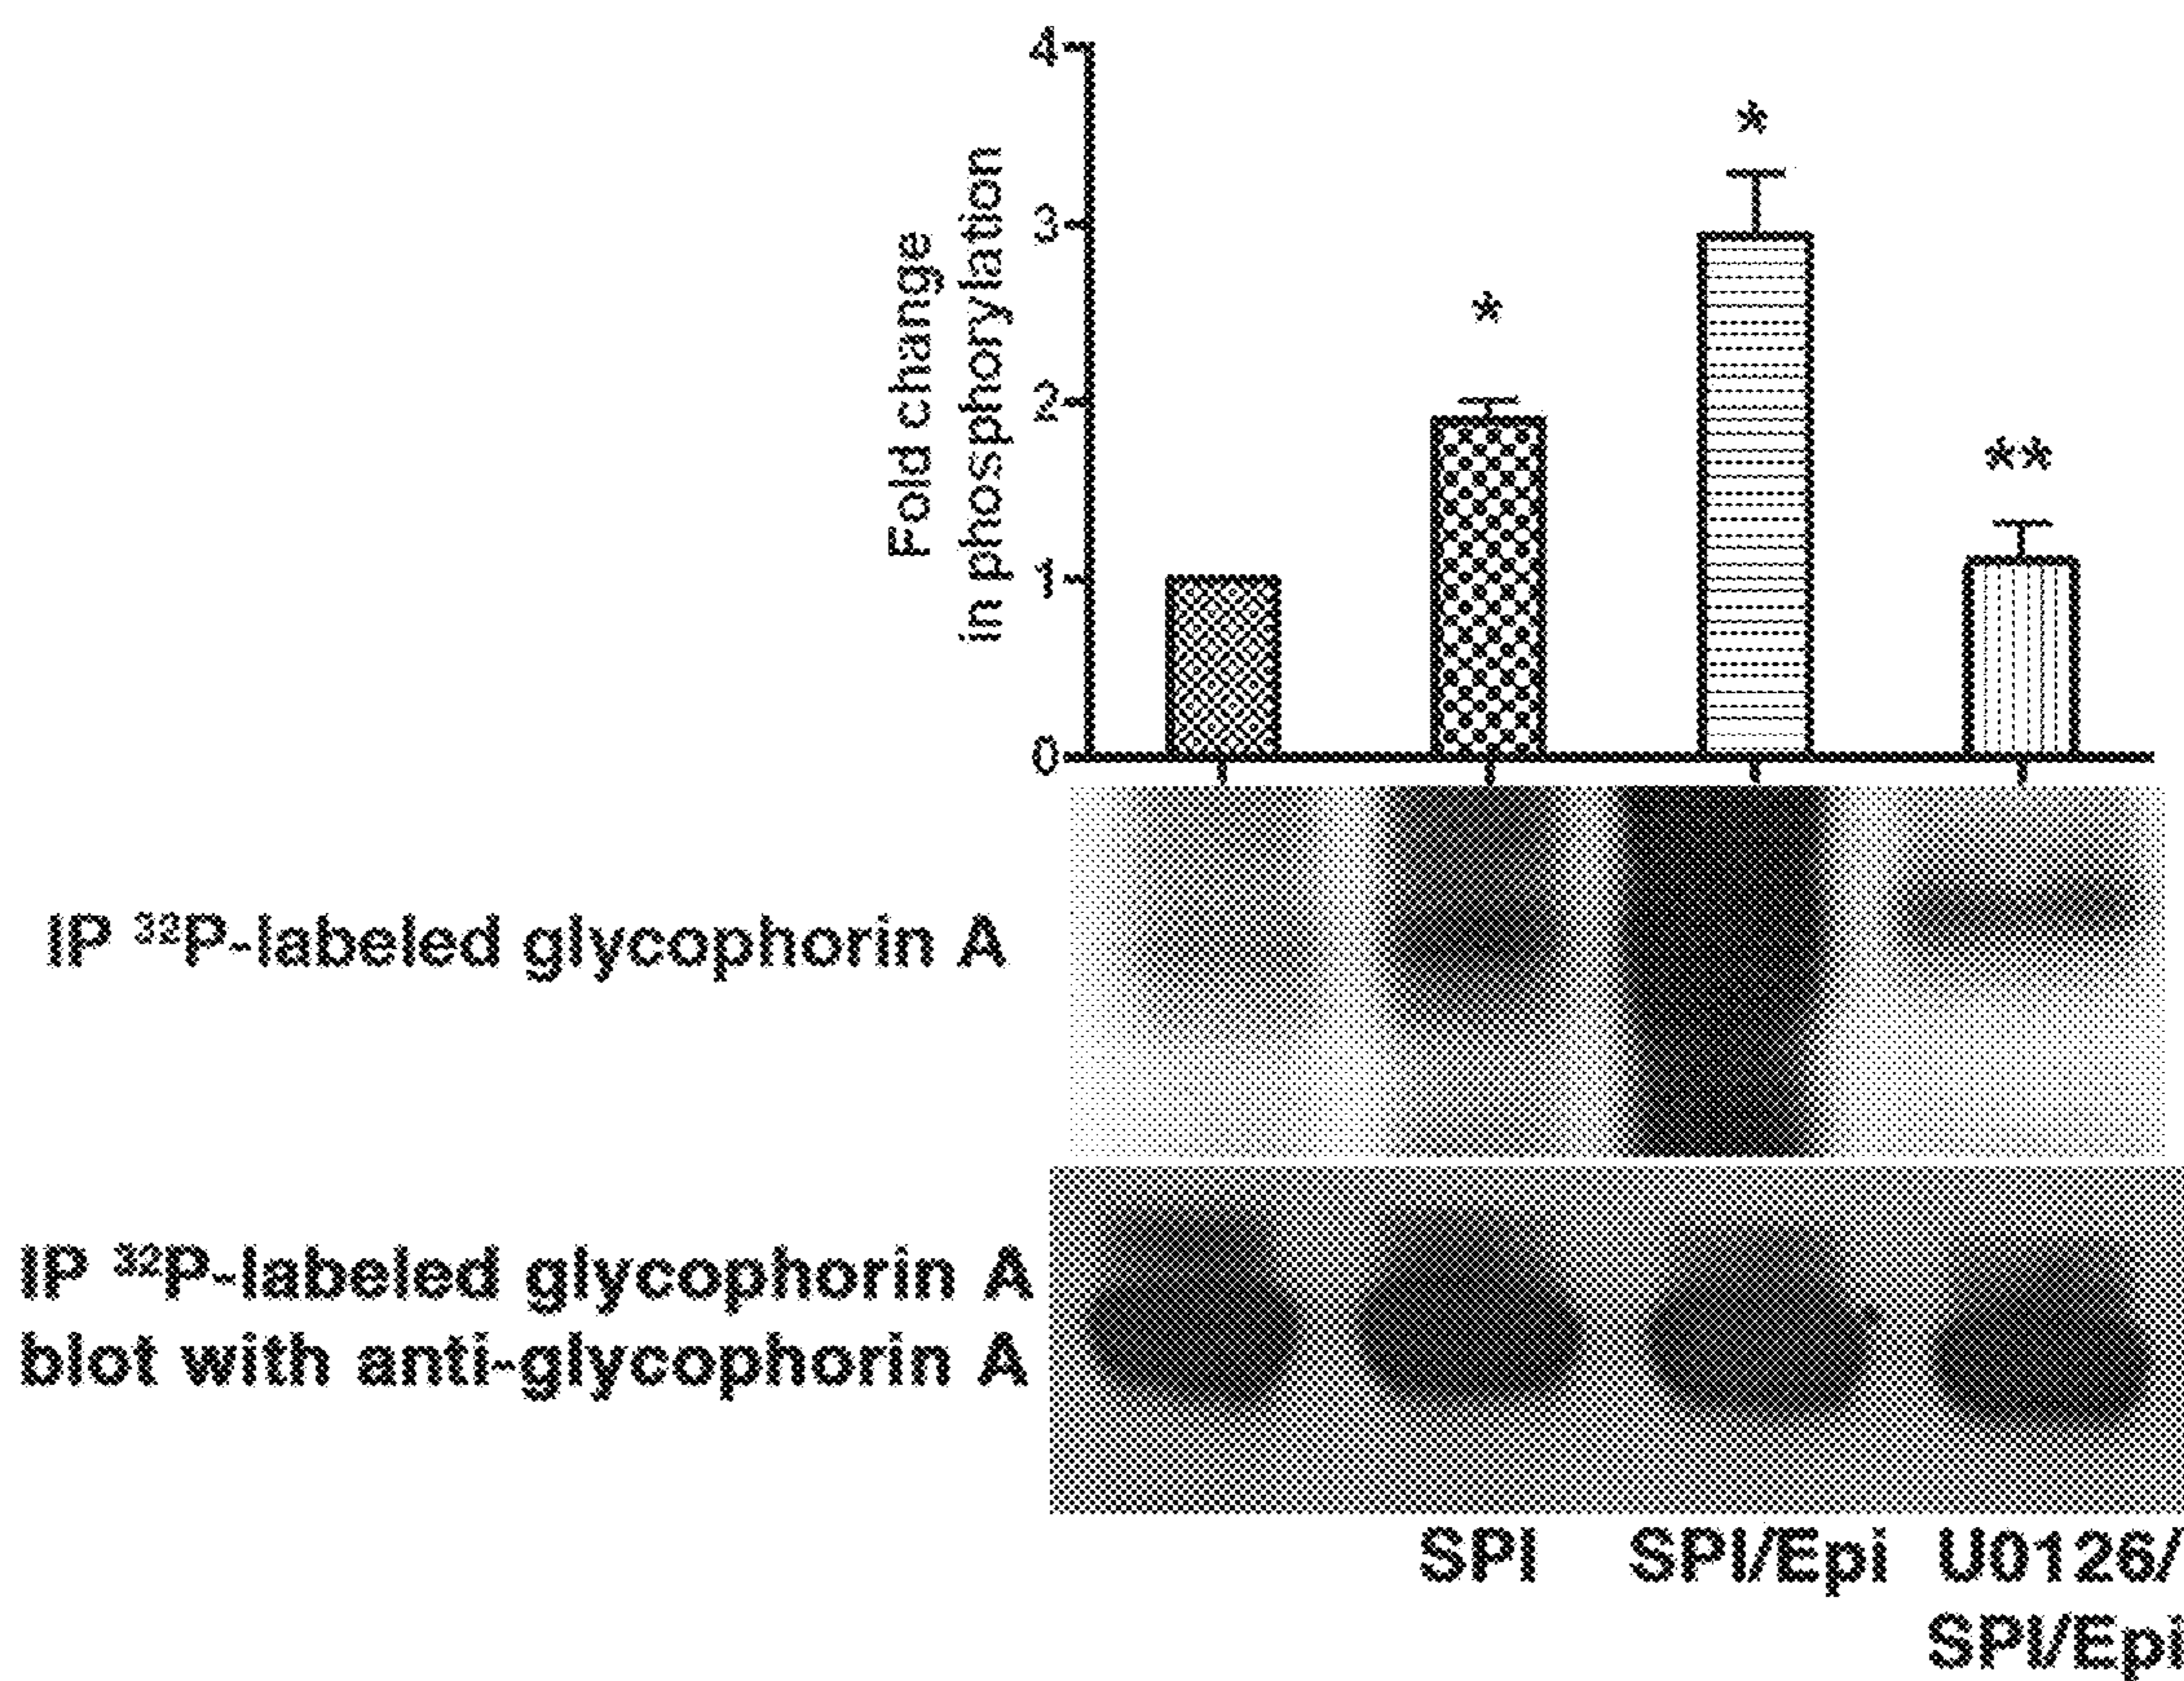 4
3
2
1
0
Fold change
in phosphorylation
*
*
**
IP ³²P-labeled glycophorin A
IP ³²P-labeled glycophorin A
blot with anti-glycophorin A
SPI SPI/Epi U0126/
SPI/Epi